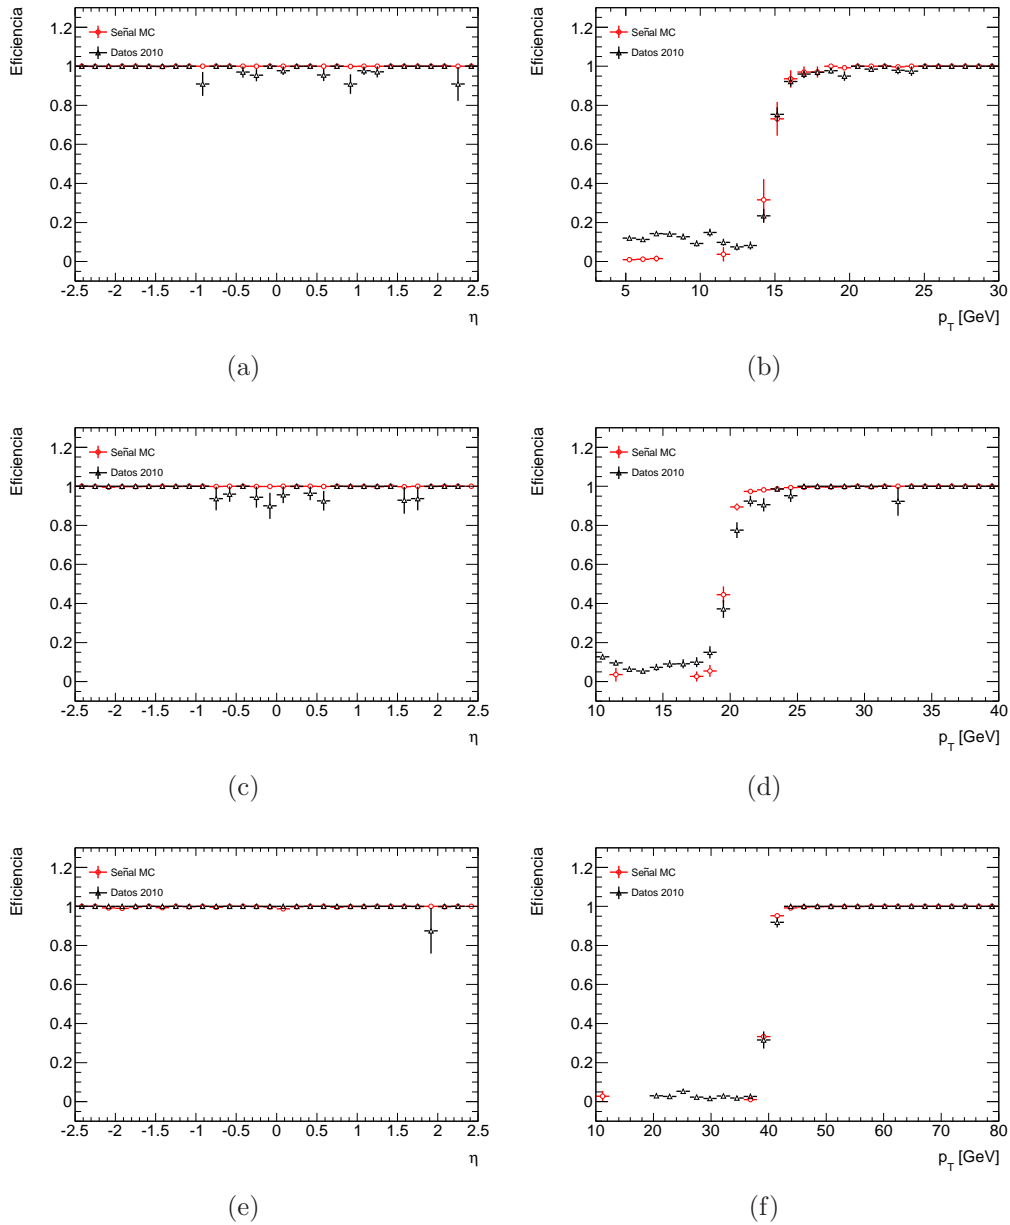 Eficiencia
Señal MC
Datos 2010
1.2
1
0.8
0.6
0.4
0.2
0
-2.5 -2 -1.5 -1 -0.5 0 0.5 1 1.5 2 2.5
η
(a)
Eficiencia
Señal MC
Datos 2010
1.2
1
0.8
0.6
0.4
0.2
0
5 10 15 20 25 30
p_T [GeV]
(b)
Eficiencia
Señal MC
Datos 2010
1.2
1
0.8
0.6
0.4
0.2
0
-2.5 -2 -1.5 -1 -0.5 0 0.5 1 1.5 2 2.5
η
(c)
Eficiencia
Señal MC
Datos 2010
1.2
1
0.8
0.6
0.4
0.2
0
10 15 20 25 30 35 40
p_T [GeV]
(d)
Eficiencia
Señal MC
Datos 2010
1.2
1
0.8
0.6
0.4
0.2
0
-2.5 -2 -1.5 -1 -0.5 0 0.5 1 1.5 2 2.5
η
(e)
Eficiencia
Señal MC
Datos 2010
1.2
1
0.8
0.6
0.4
0.2
0
10 20 30 40 50 60 70 80
p_T [GeV]
(f)